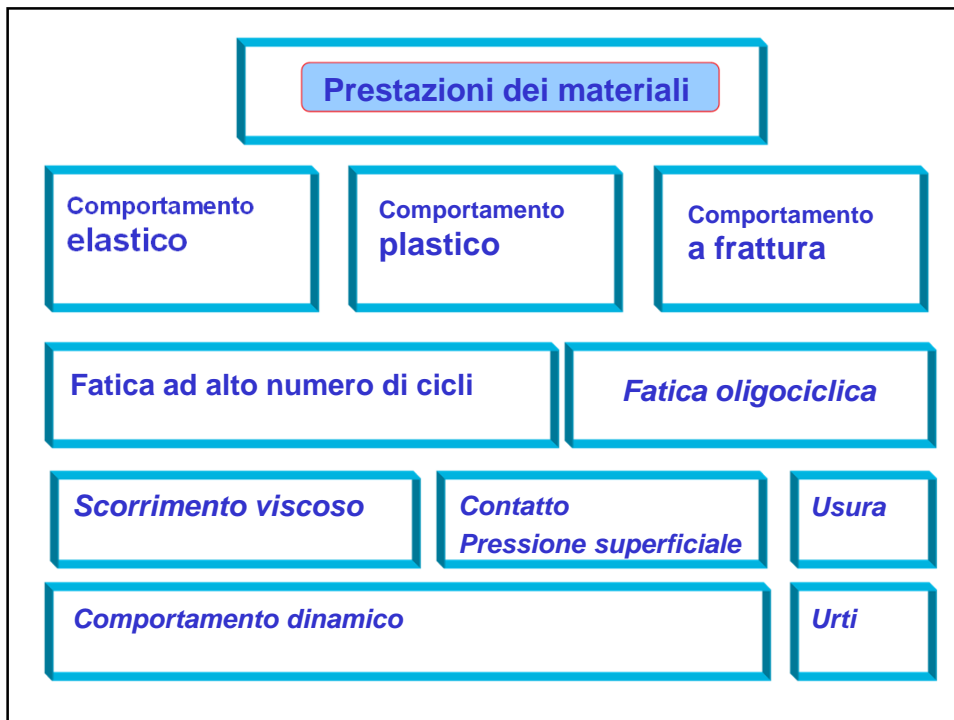 Prestazioni dei materiali
Comportamento
elastico
Comportamento
plastico
Comportamento
a frattura
Fatica ad alto numero di cicli
Fatica oligociclica
Scorrimento viscoso
Contatto
Pressione superficiale
Usura
Comportamento dinamico
Urti